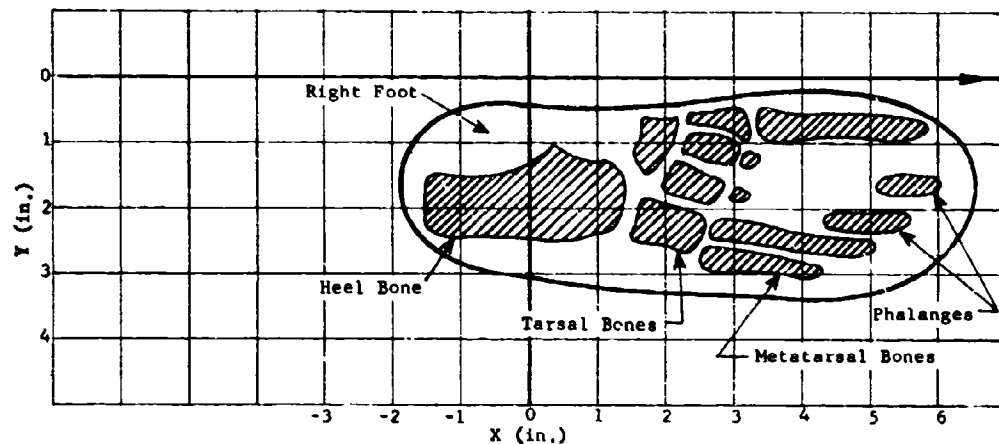 0
Right Foot
1
Y (in.)
2
3
Heel Bone
Tarsal Bones
Phalanges
4
Metatarsal Bones
-3 -2 -1 0 1 2 3 4 5 6
X (in.)